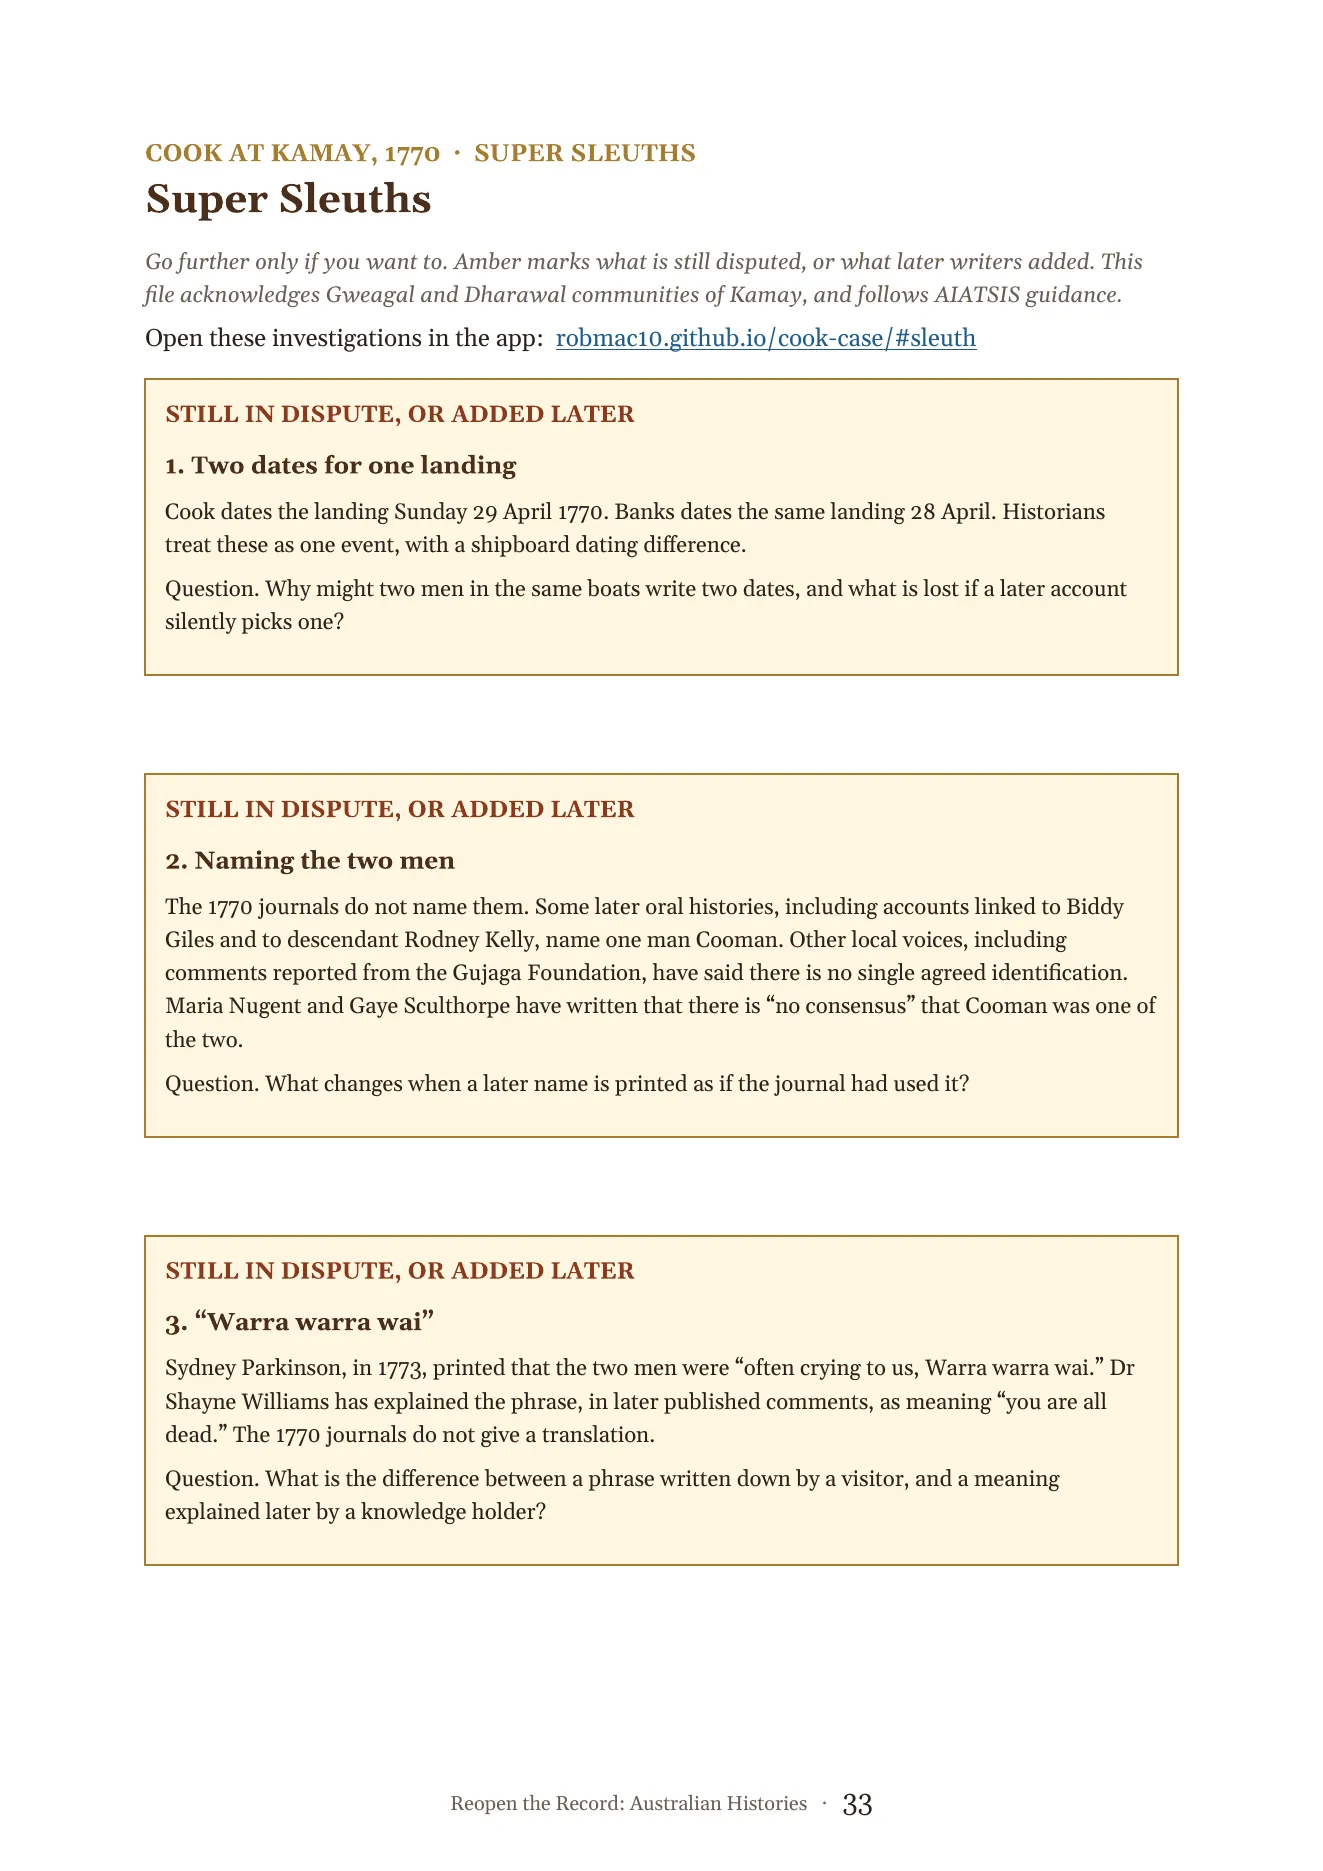 COOK AT KAMAY, 1770 · SUPER SLEUTHS
Super Sleuths
Go further only if you want to. Amber marks what is still disputed, or what later writers added. This
file acknowledges Gweagal and Dharawal communities of Kamay, and follows AIATSIS guidance.
Open these investigations in the app: robmac10.github.io/cook-case/#sleuth
STILL IN DISPUTE, OR ADDED LATER
1. Two dates for one landing
Cook dates the landing Sunday 29 April 1770. Banks dates the same landing 28 April. Historians
treat these as one event, with a shipboard dating difference.
Question. Why might two men in the same boats write two dates, and what is lost if a later account
silently picks one?
STILL IN DISPUTE, OR ADDED LATER
2. Naming the two men
The 1770 journals do not name them. Some later oral histories, including accounts linked to Biddy
Giles and to descendant Rodney Kelly, name one man Cooman. Other local voices, including
comments reported from the Gujaga Foundation, have said there is no single agreed identification.
Maria Nugent and Gaye Sculthorpe have written that there is “no consensus” that Cooman was one of
the two.
Question. What changes when a later name is printed as if the journal had used it?
STILL IN DISPUTE, OR ADDED LATER
3. “Warra warra wai”
Sydney Parkinson, in 1773, printed that the two men were “often crying to us, Warra warra wai.” Dr
Shayne Williams has explained the phrase, in later published comments, as meaning “you are all
dead.” The 1770 journals do not give a translation.
Question. What is the difference between a phrase written down by a visitor, and a meaning
explained later by a knowledge holder?
Reopen the Record: Australian Histories · 33